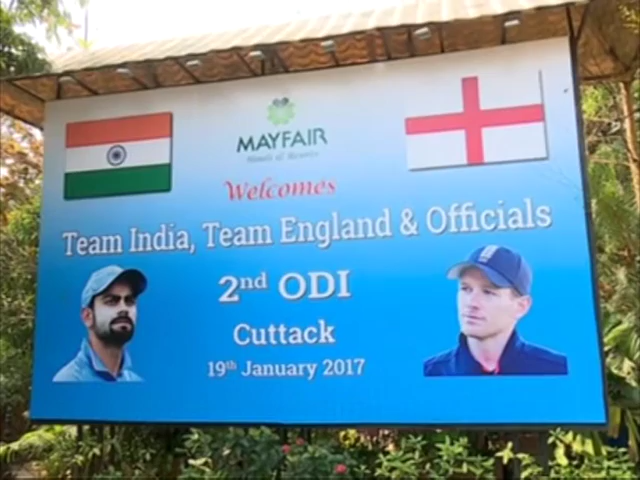 MAYFAIR
Hotels & Resorts
Welcomes
Team India, Team England & Officials
2nd ODI
Cuttack
19th January 2017